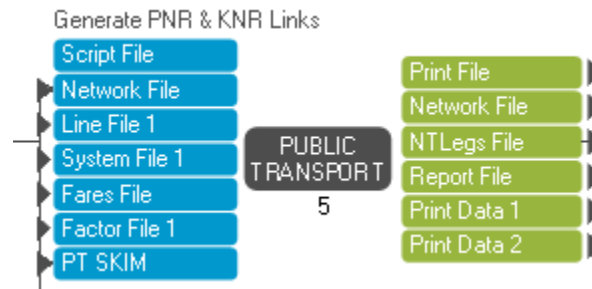 Generate PNR & KNR Links
Script File
Network File
Line File 1
System File 1
Fares File
Factor File 1
PT SKIM
PUBLIC
TRANSPORT
5
Print File
Network File
NTLegs File
Report File
Print Data 1
Print Data 2